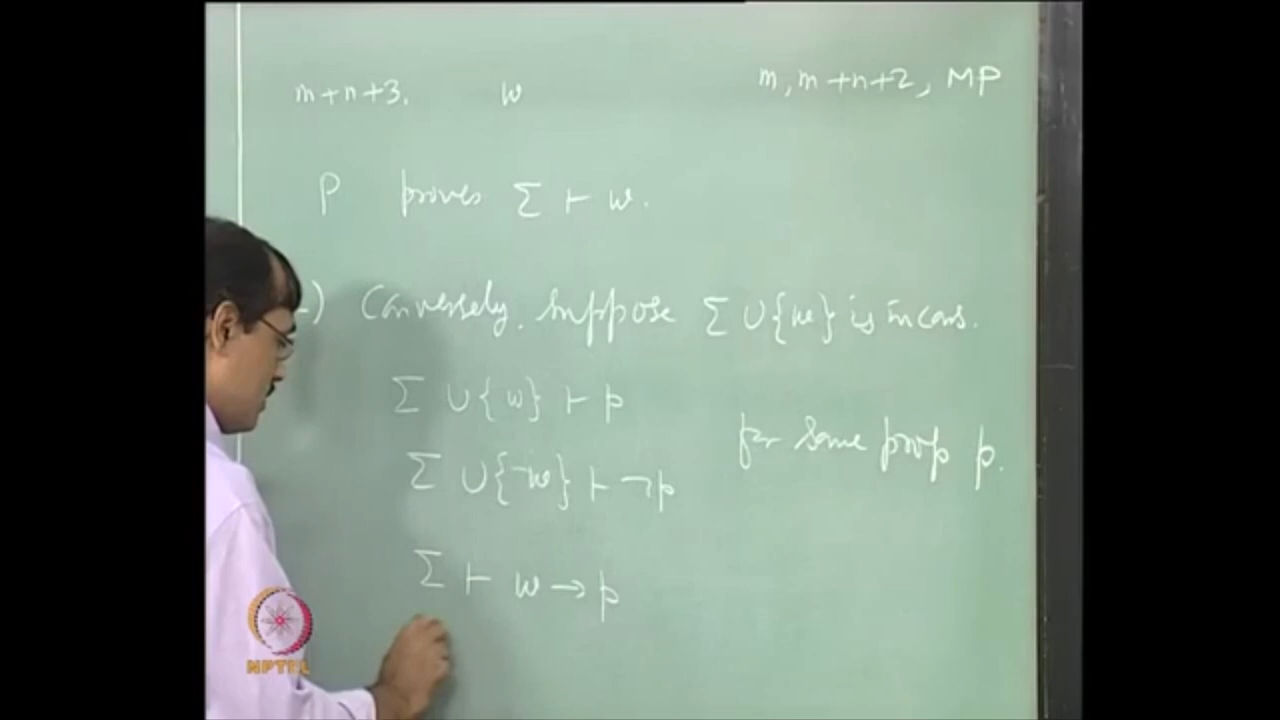 m+n+3. w m, m+n+2, MP
P proves Σ ⊢ w.
) Conversely. Suppose Σ ∪ {w} is incons.
Σ ∪ {w} ⊢ p
for some prop p.
Σ ∪ {¬w} ⊢ ¬p
Σ ⊢ w → p
NPTEL